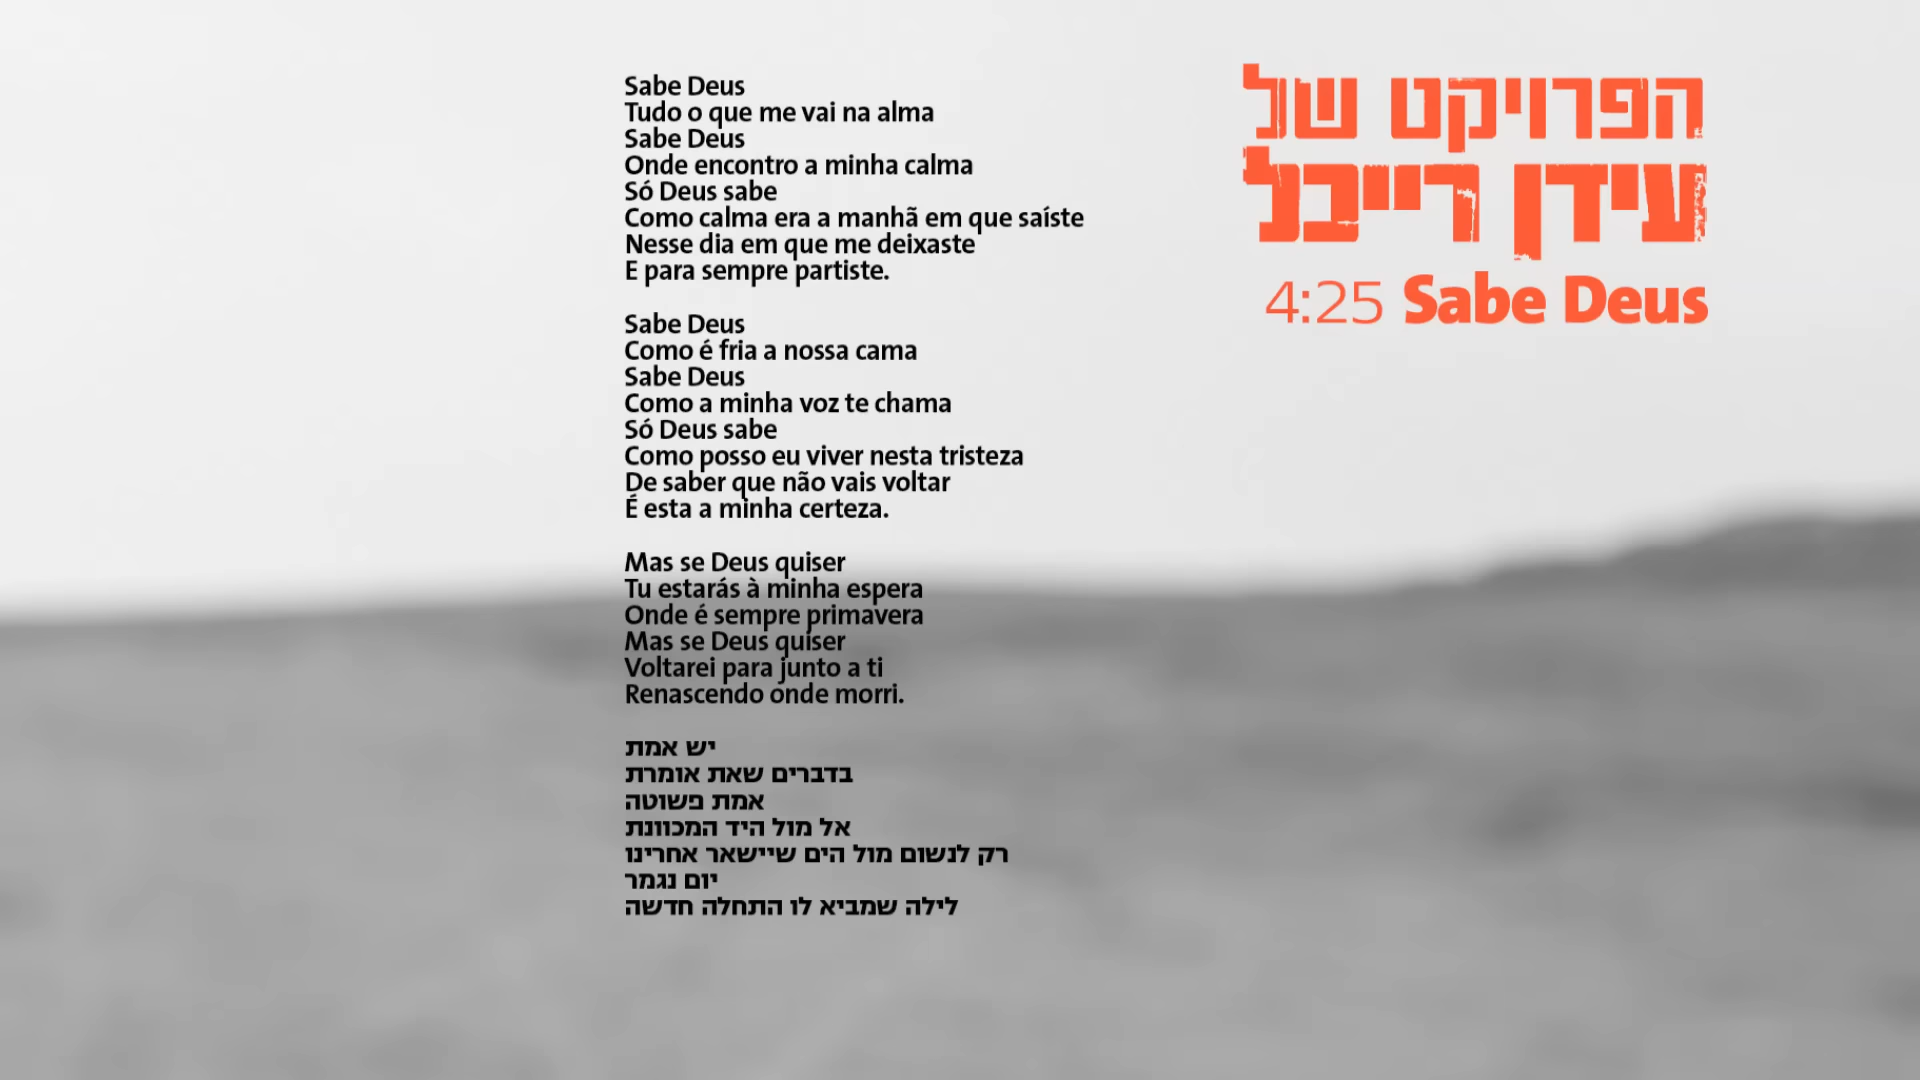 Sabe Deus
Tudo o que me vai na alma
Sabe Deus
Onde encontro a minha calma
Só Deus sabe
Como calma era a manhã em que saíste
Nesse dia em que me deixaste
E para sempre partiste.
Sabe Deus
Como é fria a nossa cama
Sabe Deus
Como a minha voz te chama
Só Deus sabe
Como posso eu viver nesta tristeza
De saber que não vais voltar
É esta a minha certeza.
Mas se Deus quiser
Tu estarás à minha espera
Onde é sempre primavera
Mas se Deus quiser
Voltarei para junto a ti
Renascendo onde morri.
יש אמת
בדברים שאת אומרת
אמת פשוטה
אל מול היד המכוונת
רק לנשום מול הים שיישאר אחרינו
יום נגמר
לילה שמביא לו התחלה חדשה
הפרויקט של
עידן רייכל
4:25 Sabe Deus